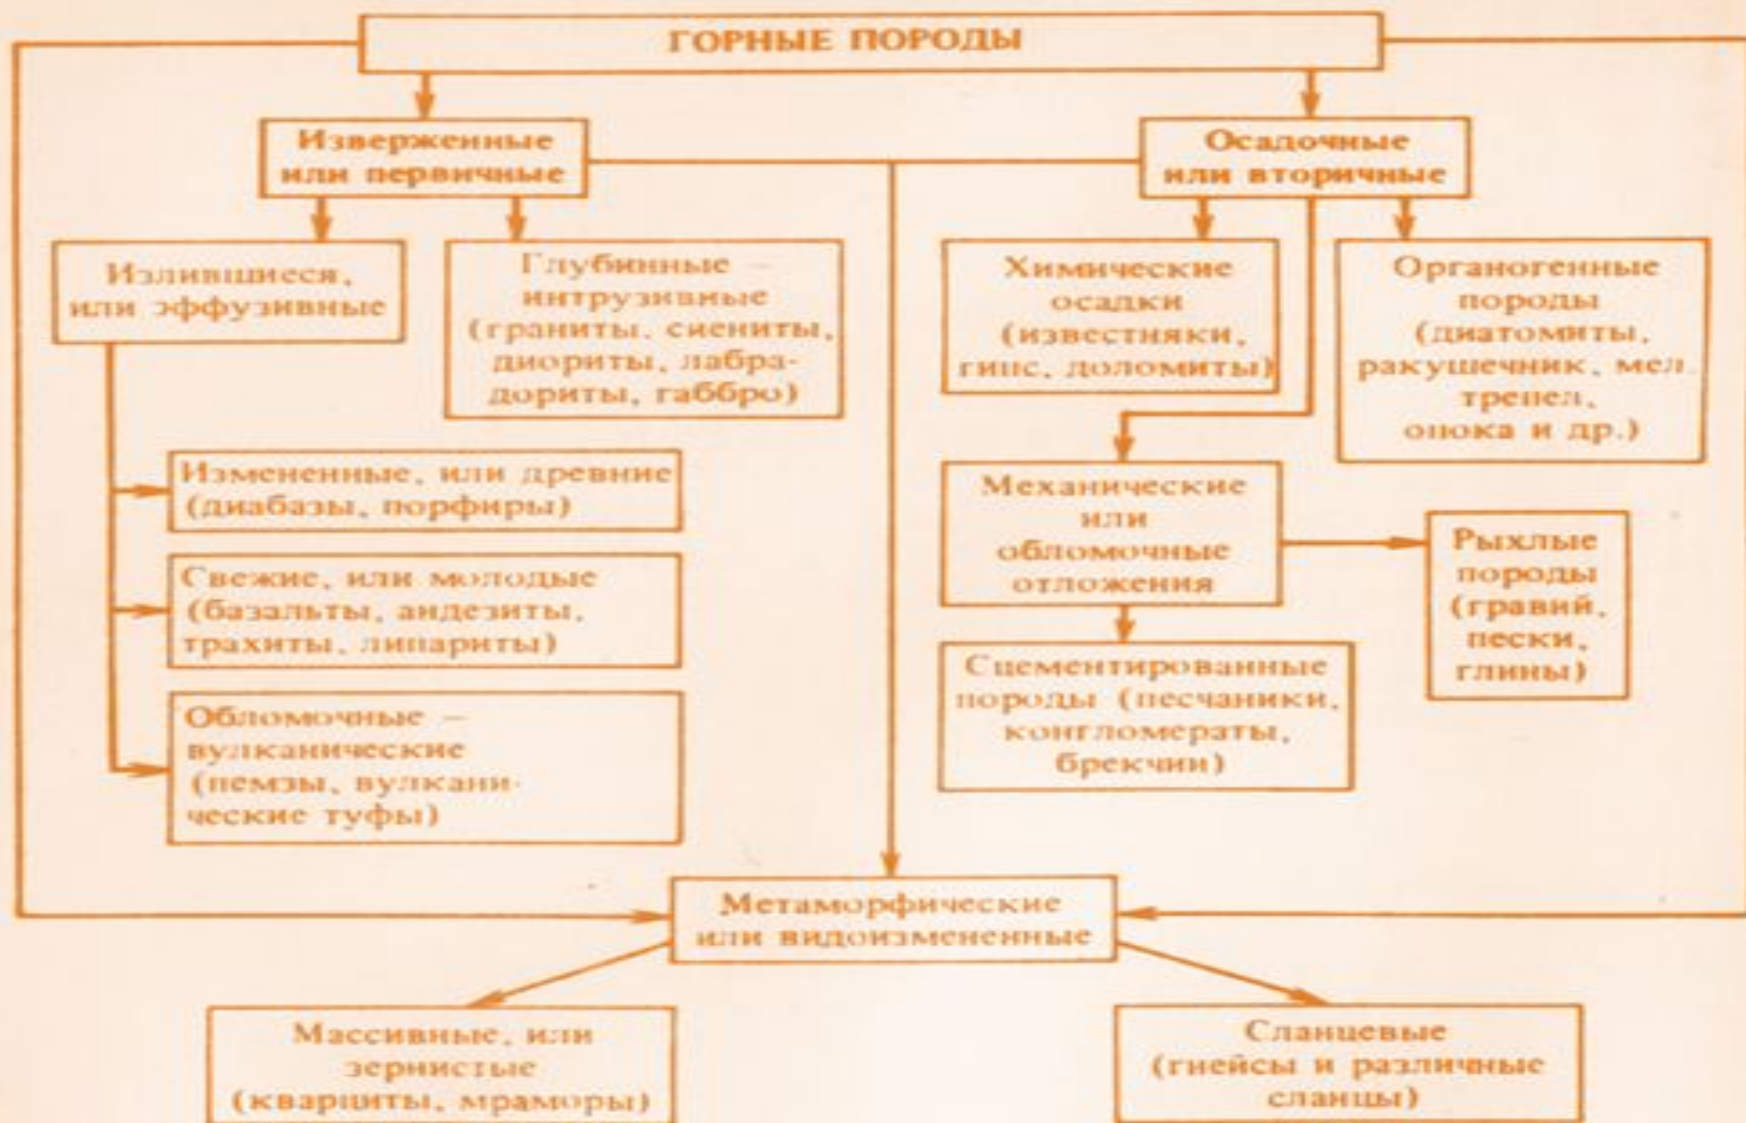 ГОРНЫЕ ПОРОДЫ
Изверженные
или первичные
Осадочные
или вторичные
Излившиеся,
или эффузивные
Глубинные –
интрузивные
(граниты, сиениты,
диориты, лабра-
дориты, габбро)
Химические
осадки
(известняки,
гипс, доломиты)
Органогенные
породы
(диатомиты,
ракушечник, мел,
трепел,
опока и др.)
Измененные, или древние
(диабазы, порфиры)
Свежие, или молодые
(базальты, андезиты,
трахиты, липариты)
Обломочные –
вулканические
(пемзы, вулкани-
ческие туфы)
Механические
или
обломочные
отложения
Рыхлые
породы
(гравий,
пески,
глины)
Сцементированные
породы (песчаники,
конгломераты,
брекчии)
Метаморфические
или видоизмененные
Массивные, или
зернистые
(кварциты, мраморы)
Сланцевые
(гнейсы и различные
сланцы)